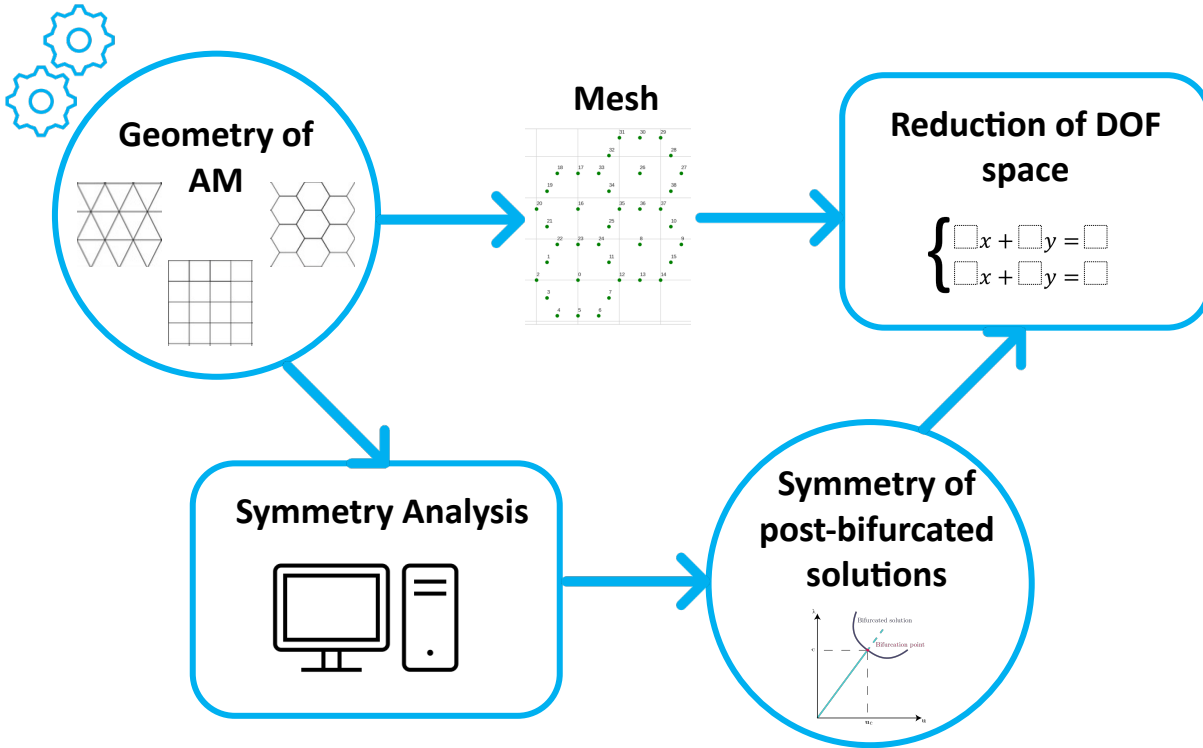 Geometry of
AM
Mesh
31 30 29
32 28
18 17 33 26 27
19 34 38
20 16 35 36 37
21 25 10
22 23 24 8 9
1 11 15
2 0 12 13 14
3 7
4 5 6
Reduction of DOF
space
{ □x + □y = □
□x + □y = □
Symmetry Analysis
Symmetry of
post-bifurcated
solutions
λ
Bifurcated solution
Bifurcation point
c
u_c
u